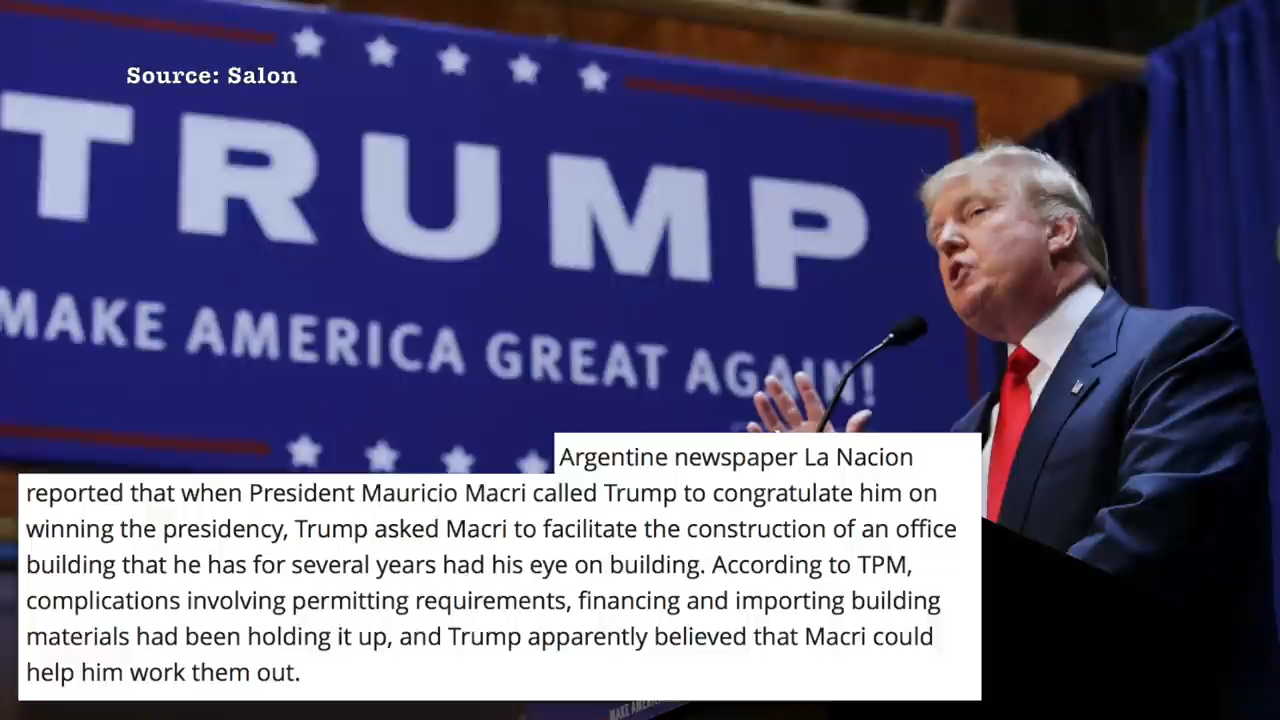 Source: Salon
TRUMP
MAKE AMERICA GREAT AGAIN!
Argentine newspaper La Nacion
reported that when President Mauricio Macri called Trump to congratulate him on
winning the presidency, Trump asked Macri to facilitate the construction of an office
building that he has for several years had his eye on building. According to TPM,
complications involving permitting requirements, financing and importing building
materials had been holding it up, and Trump apparently believed that Macri could
help him work them out.